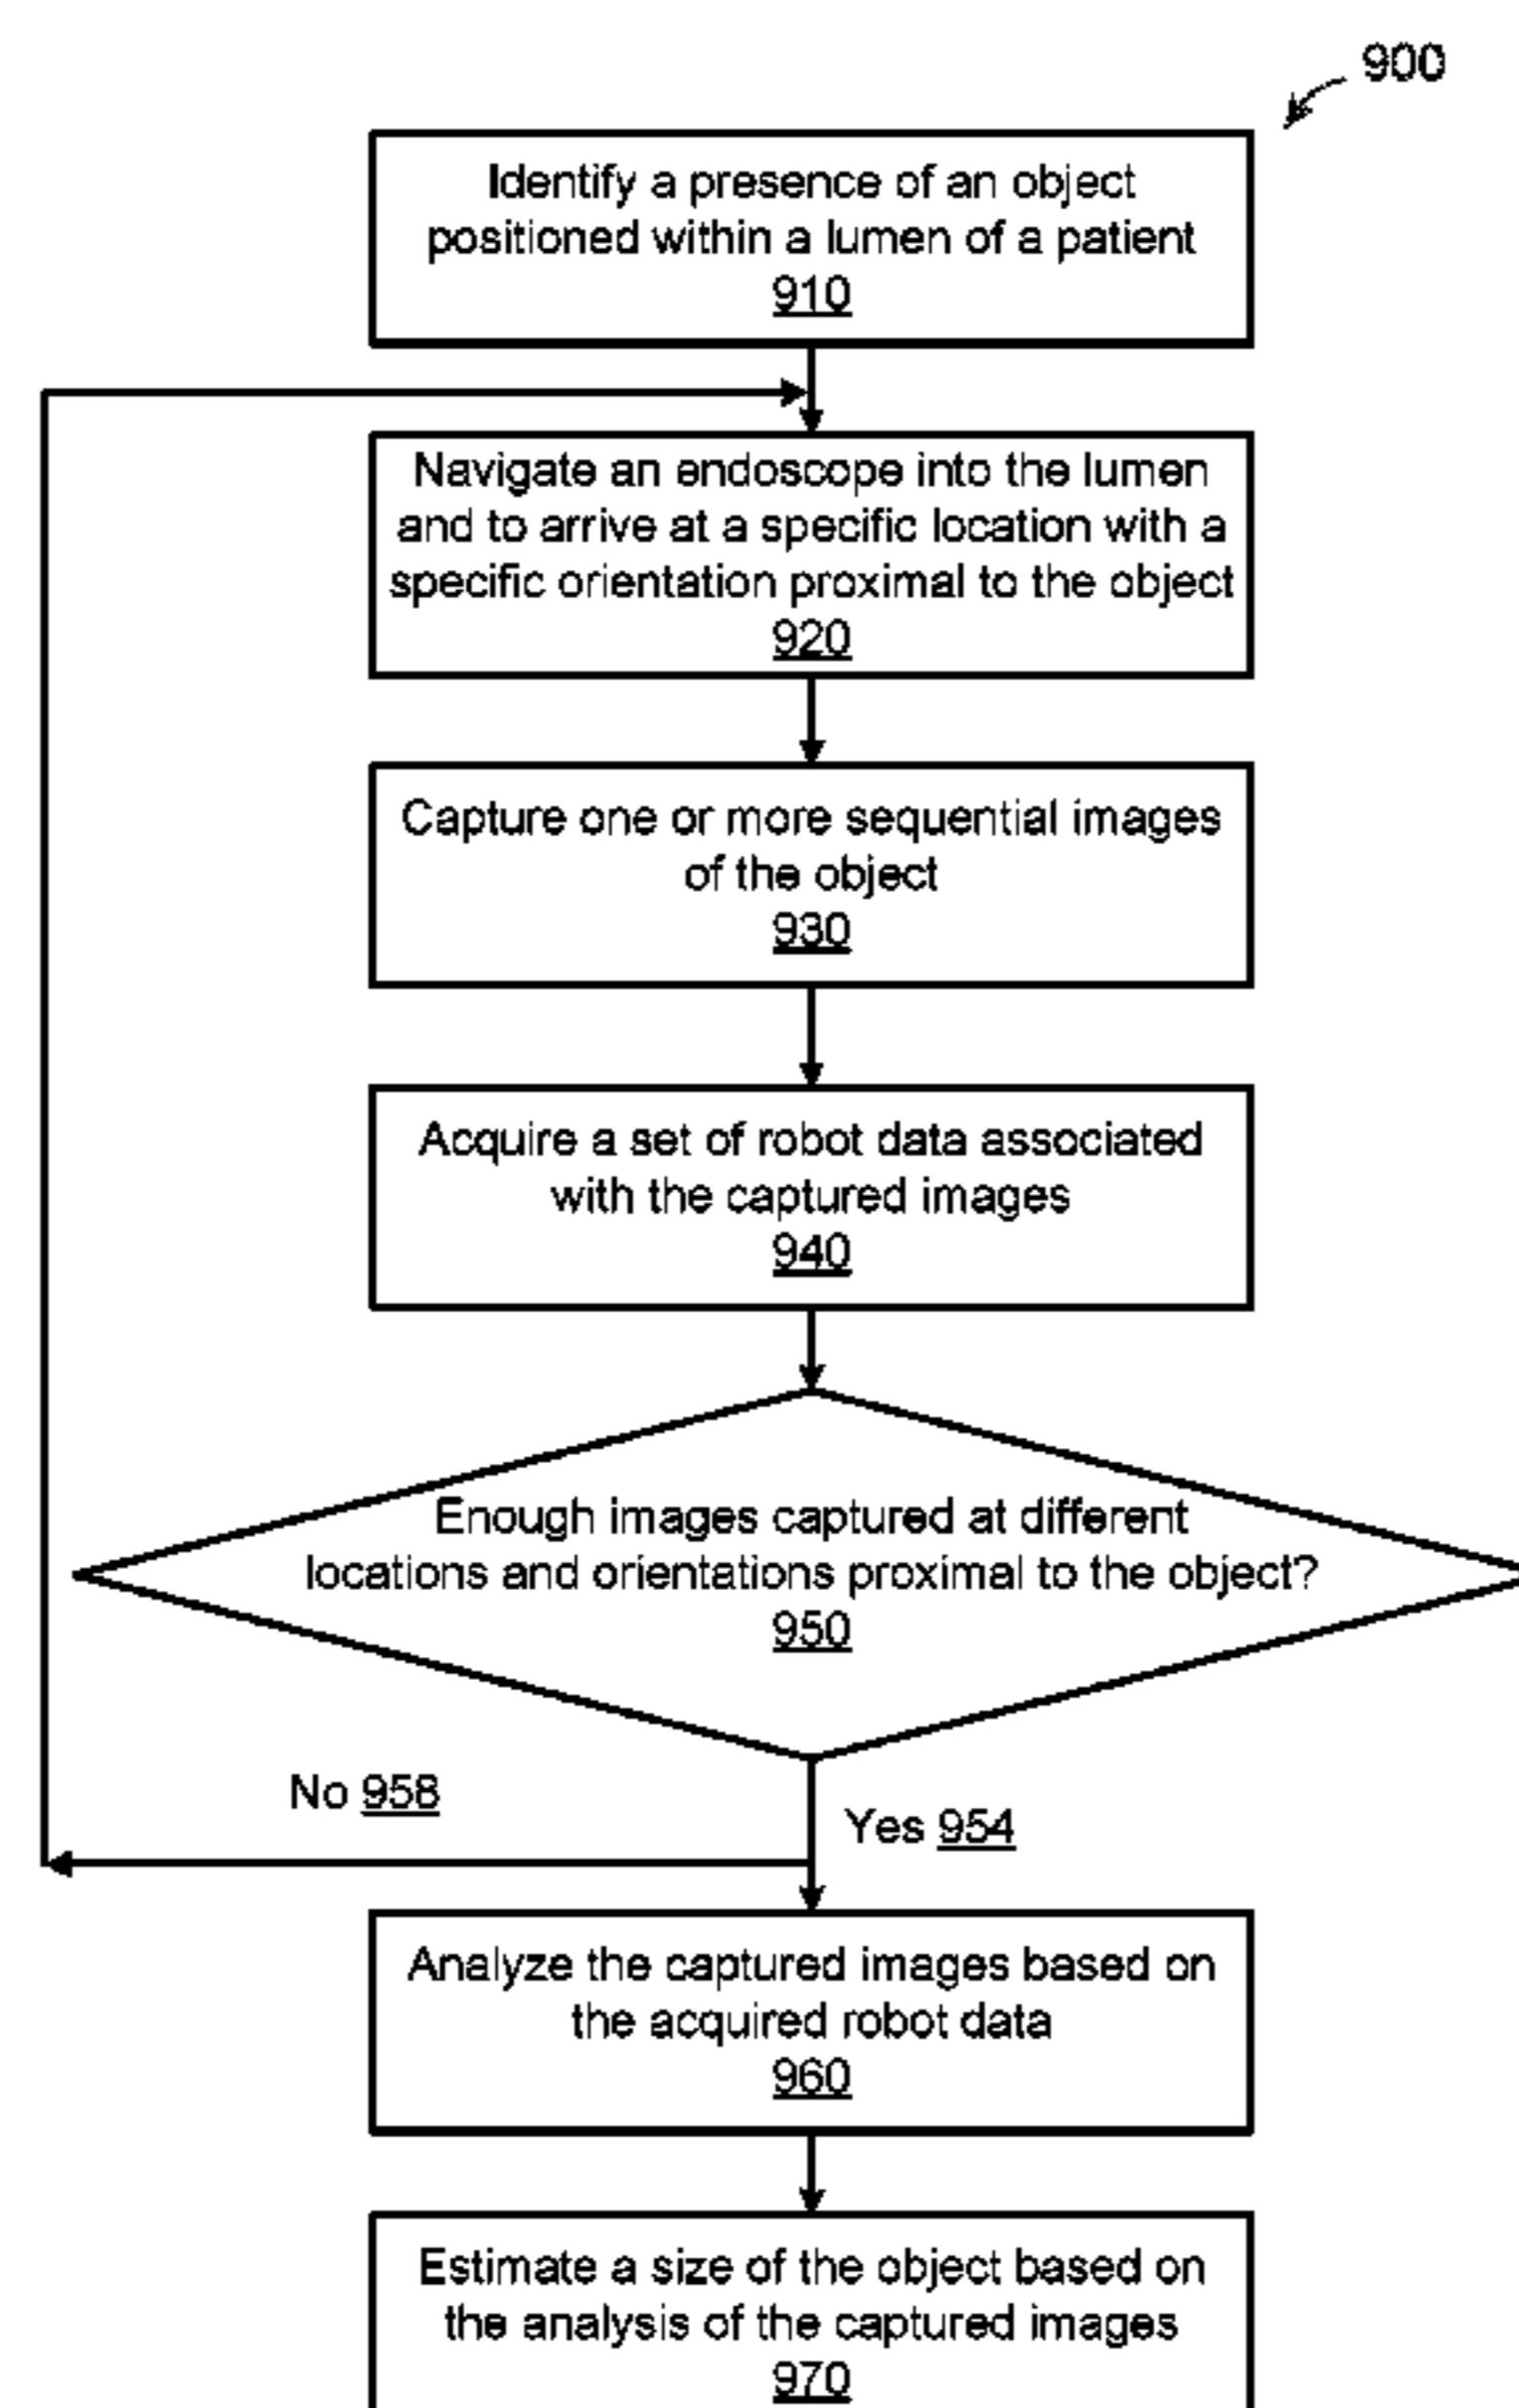 900
Identify a presence of an object
positioned within a lumen of a patient
910
Navigate an endoscope into the lumen
and to arrive at a specific location with a
specific orientation proximal to the object
920
Capture one or more sequential images
of the object
930
Acquire a set of robot data associated
with the captured images
940
Enough images captured at different
locations and orientations proximal to the object?
950
No 958
Yes 954
Analyze the captured images based on
the acquired robot data
960
Estimate a size of the object based on
the analysis of the captured images
970